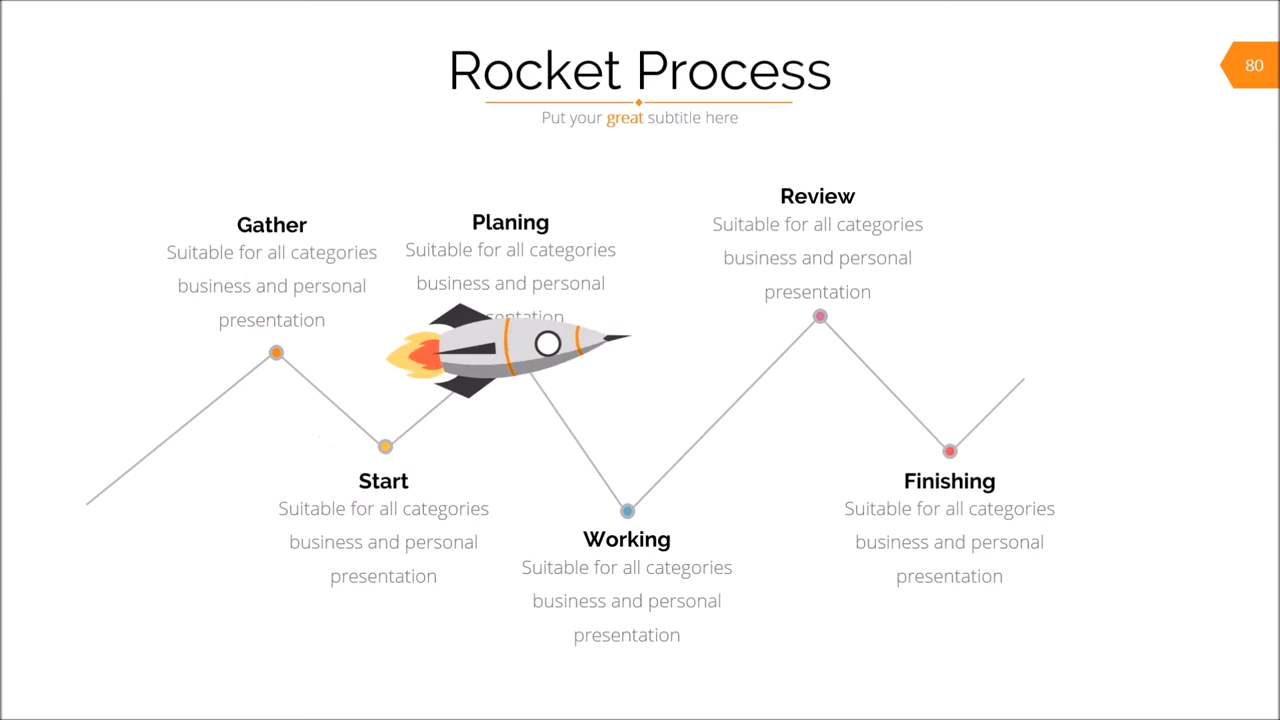 Rocket Process
80
Put your great subtitle here
Gather
Suitable for all categories
business and personal
presentation
Planing
Suitable for all categories
business and personal
Review
Suitable for all categories
business and personal
presentation
Start
Suitable for all categories
business and personal
presentation
Working
Suitable for all categories
business and personal
presentation
Finishing
Suitable for all categories
business and personal
presentation